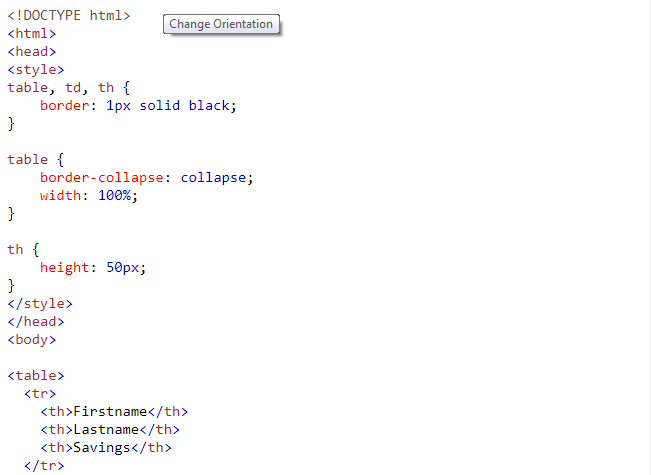 <!DOCTYPE html>
Change Orientation
<html>
<head>
<style>
table, td, th {
    border: 1px solid black;
}

table {
    border-collapse: collapse;
    width: 100%;
}

th {
    height: 50px;
}
</style>
</head>
<body>

<table>
  <tr>
    <th>Firstname</th>
    <th>Lastname</th>
    <th>Savings</th>
  </tr>